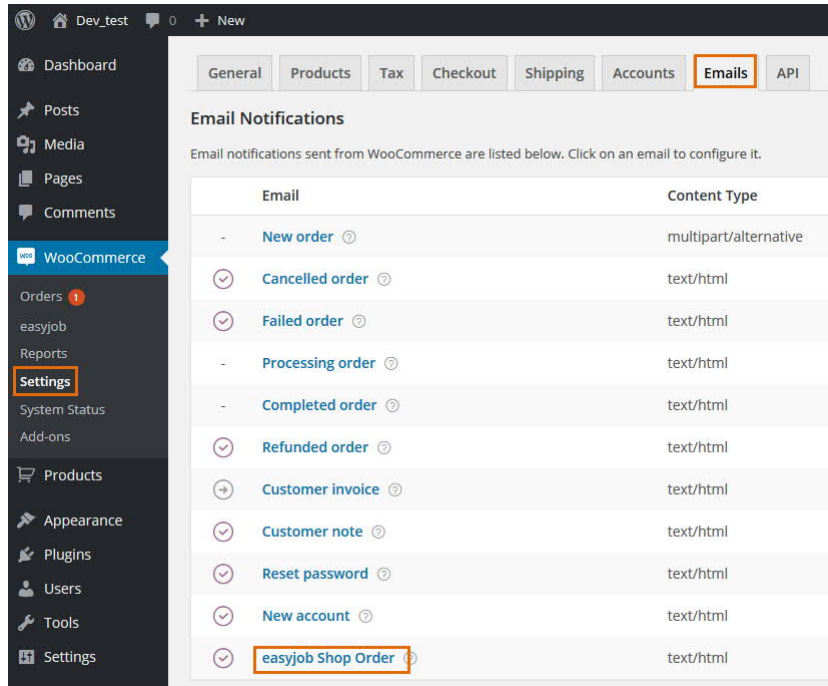 Dev_test 0 + New
Dashboard
Posts
Media
Pages
Comments
WooCommerce
Orders 1
easyjob
Reports
Settings
System Status
Add-ons
Products
Appearance
Plugins
Users
Tools
Settings
General Products Tax Checkout Shipping Accounts Emails API
Email Notifications
Email notifications sent from WooCommerce are listed below. Click on an email to configure it.
Email Content Type
- New order ? multipart/alternative
Cancelled order ? text/html
Failed order ? text/html
- Processing order ? text/html
- Completed order ? text/html
Refunded order ? text/html
Customer invoice ? text/html
Customer note ? text/html
Reset password ? text/html
New account ? text/html
easyjob Shop Order ? text/html